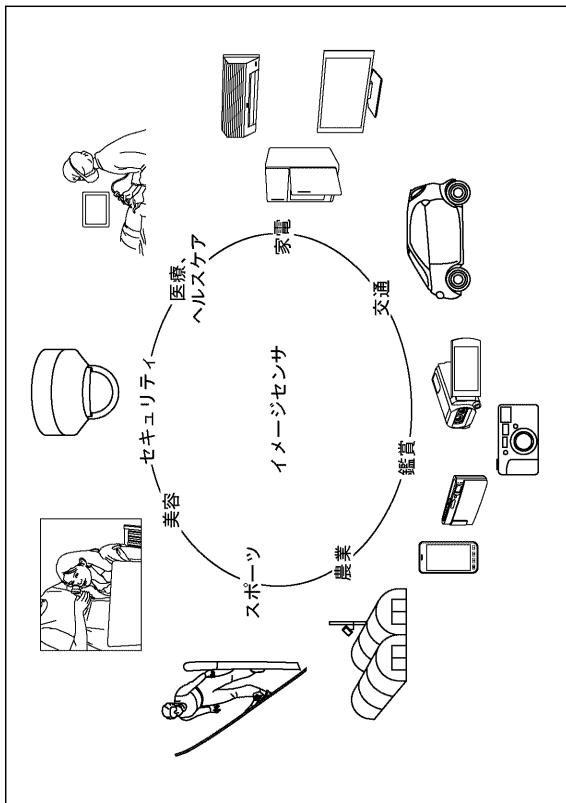 イメージセンサ
セキュリティ
医療、
ヘルスケア
家電
交通
鑑賞
農業
スポーツ
美容